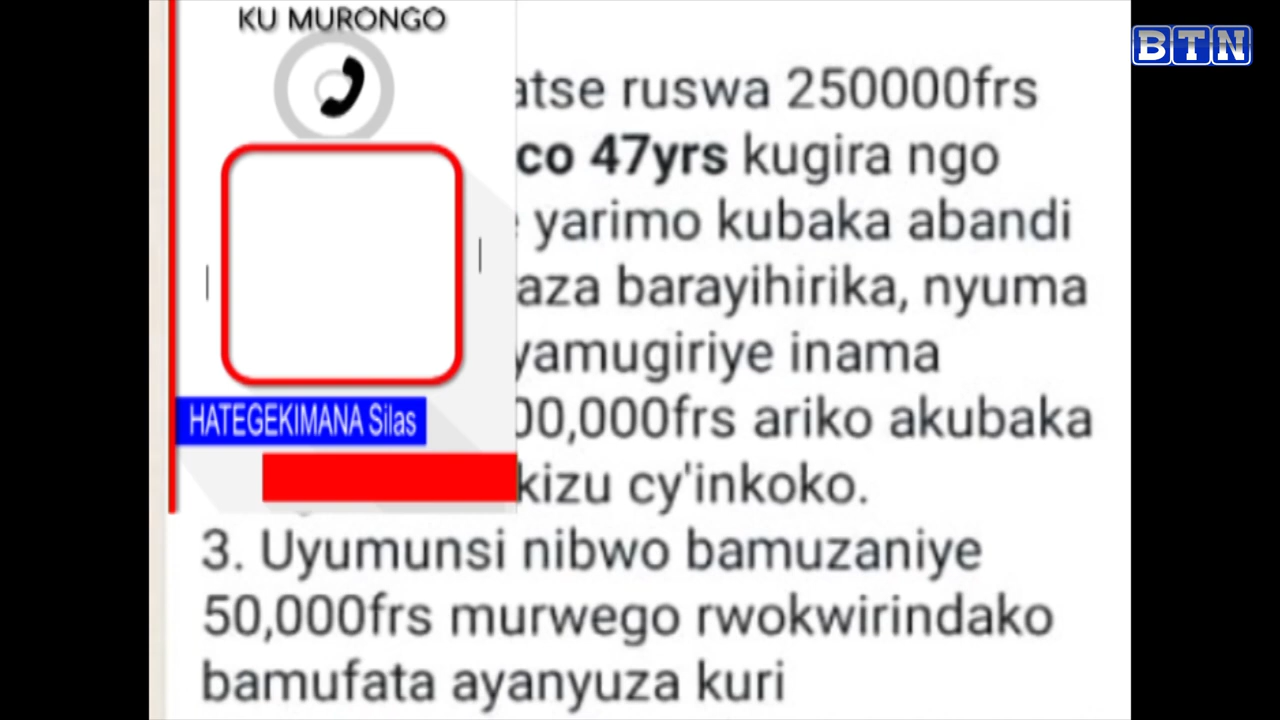 KU MURONGO
BTN
atse ruswa 250000frs
co 47yrs kugira ngo
yarimo kubaka abandi
aza barayihirika, nyuma
yamugiriye inama
00,000frs ariko akubaka
kizu cy'inkoko.
HATEGEKIMANA Silas
3. Uyumunsi nibwo bamuzaniye
50,000frs murwego rwokwirindako
bamufata ayanyuza kuri